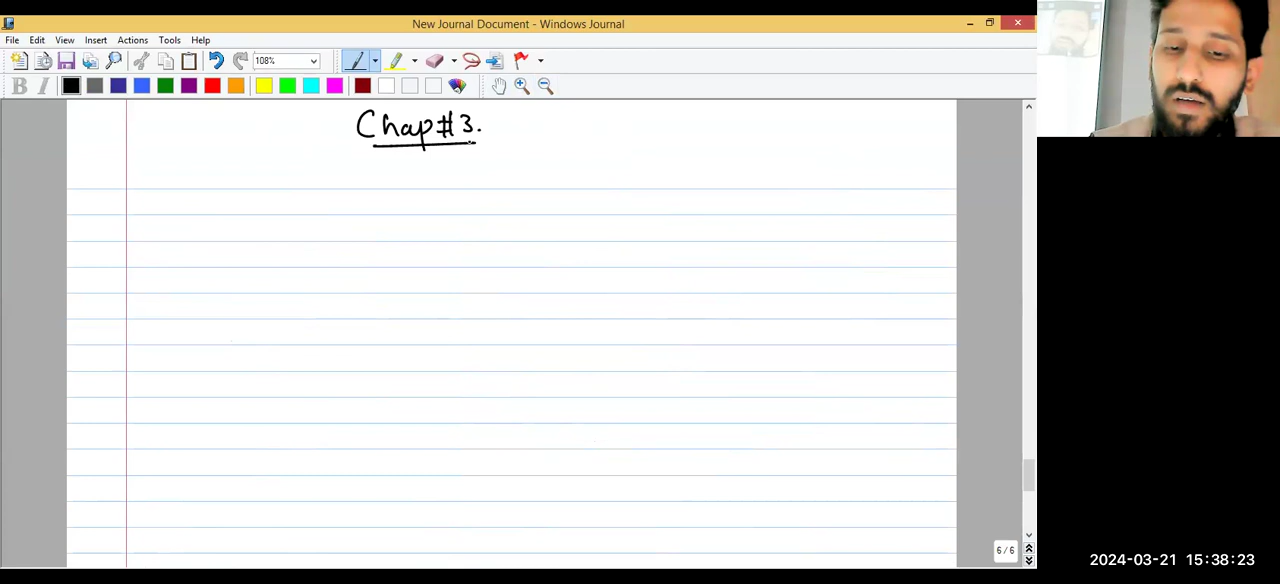 New Journal Document - Windows Journal
File Edit View Insert Actions Tools Help
108%
B I
Chap#3.
6 / 6
2024-03-21 15:38:23